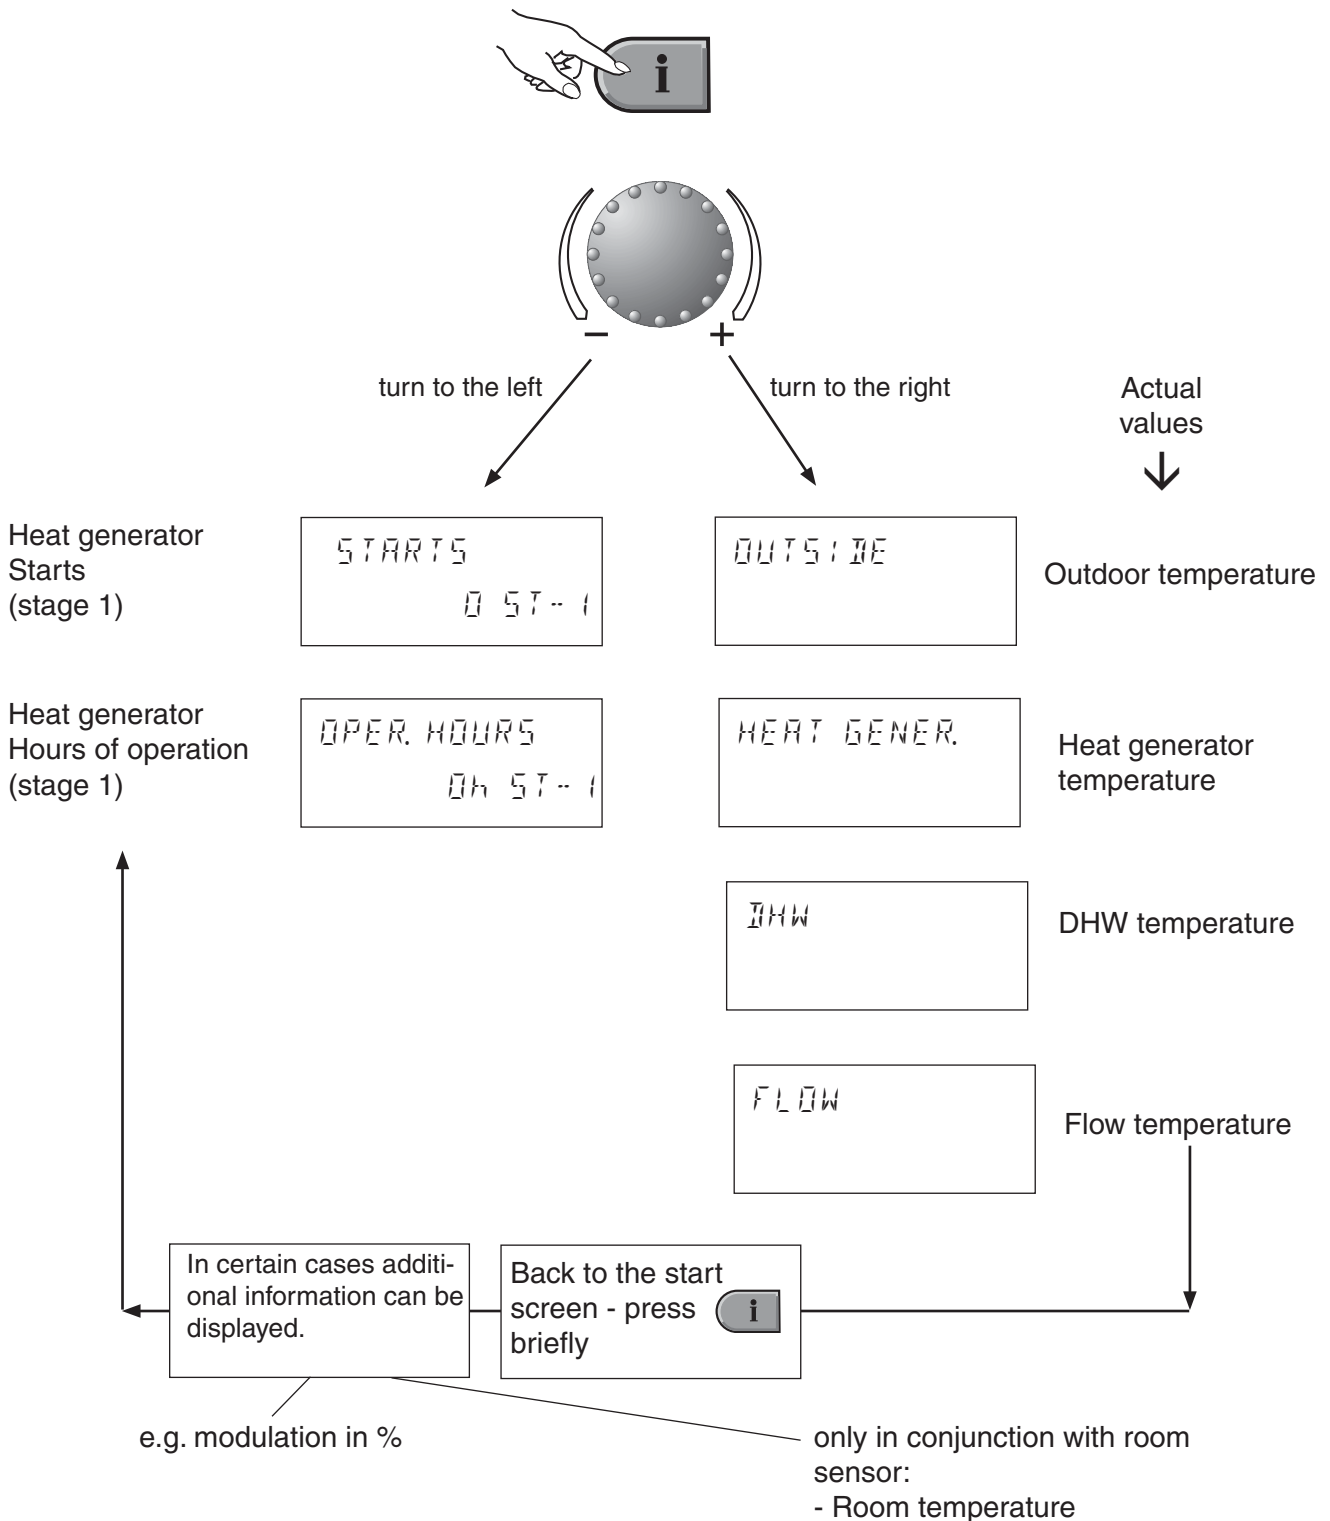 i
−
+
turn to the left
turn to the right
Actual
values
Heat generator
Starts
(stage 1)
STARTS
0 ST-1
OUTSIDE
Outdoor temperature
Heat generator
Hours of operation
(stage 1)
OPER. HOURS
0h ST-1
HEAT GENER.
Heat generator
temperature
DHW
DHW temperature
FLOW
Flow temperature
In certain cases additi-
onal information can be
displayed.
Back to the start
screen - press
briefly
i
e.g. modulation in %
only in conjunction with room
sensor:
- Room temperature